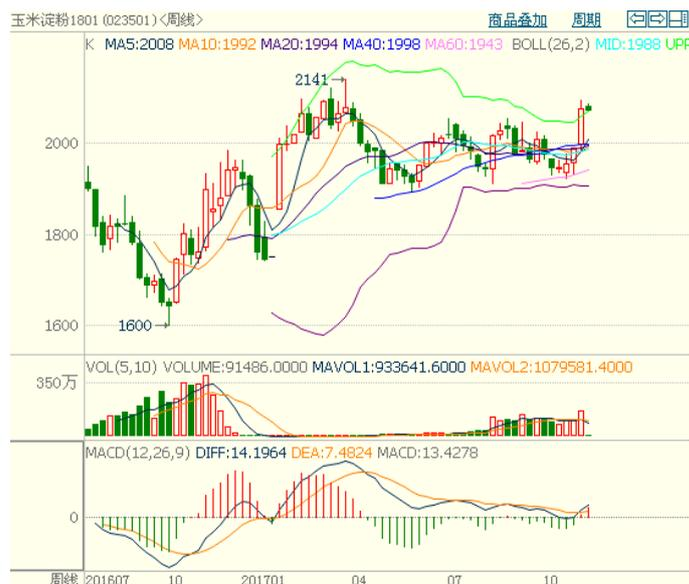 玉米淀粉1801 (023501)<周线> 商品叠加 周期
K MA5:2008 MA10:1992 MA20:1994 MA40:1998 MA60:1943 BOLL(26,2) MID:1988 UPP
2141
2000
1800
1600
1600
VOL(5,10) VOLUME:91486.0000 MAVOL1:933641.6000 MAVOL2:1079581.4000
350万
MACD(12,26,9) DIFF:14.1964 DEA:7.4824 MACD:13.4278
0
周线 201607 10 201701 04 07 10